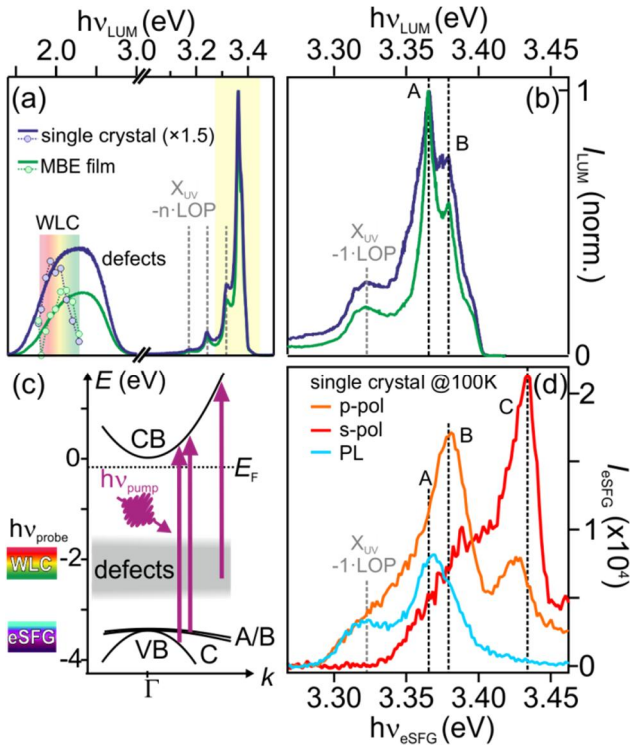 hν_LUM (eV)
2.0 3.0 3.2 3.4
hν_LUM (eV)
3.30 3.35 3.40 3.45
(a)
single crystal (×1.5)
MBE film
WLC
defects
X_UV
-n·LOP
(b)
A
B
X_UV
-1·LOP
1
0
I_LUM (norm.)
(c)
E (eV)
CB
0
E_F
hν_pump
hν_probe
WLC
-2
defects
eSFG
A/B
VB
C
-4
Γ
k
single crystal @100K
(d)
p-pol
s-pol
PL
C
B
A
X_UV
-1·LOP
2
1
0
I_eSFG (x10⁴)
3.30 3.35 3.40 3.45
hν_eSFG (eV)